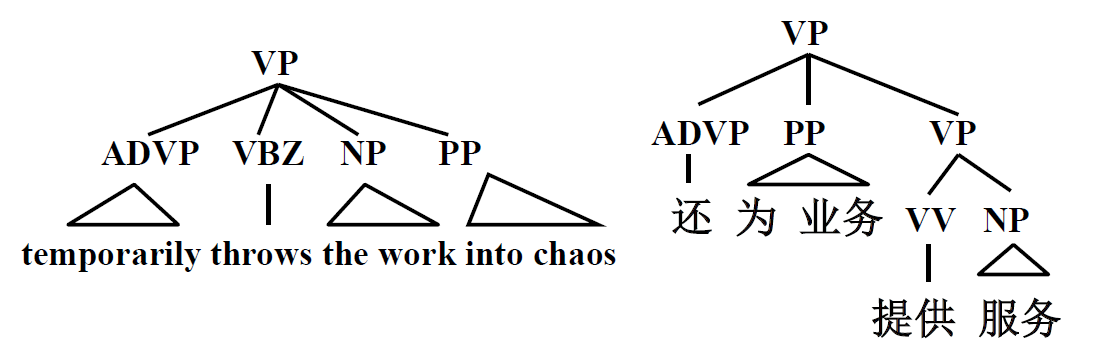 VP
ADVP VBZ NP PP
temporarily throws the work into chaos
VP
ADVP PP VP
还 为 业务 VV NP
提供 服务